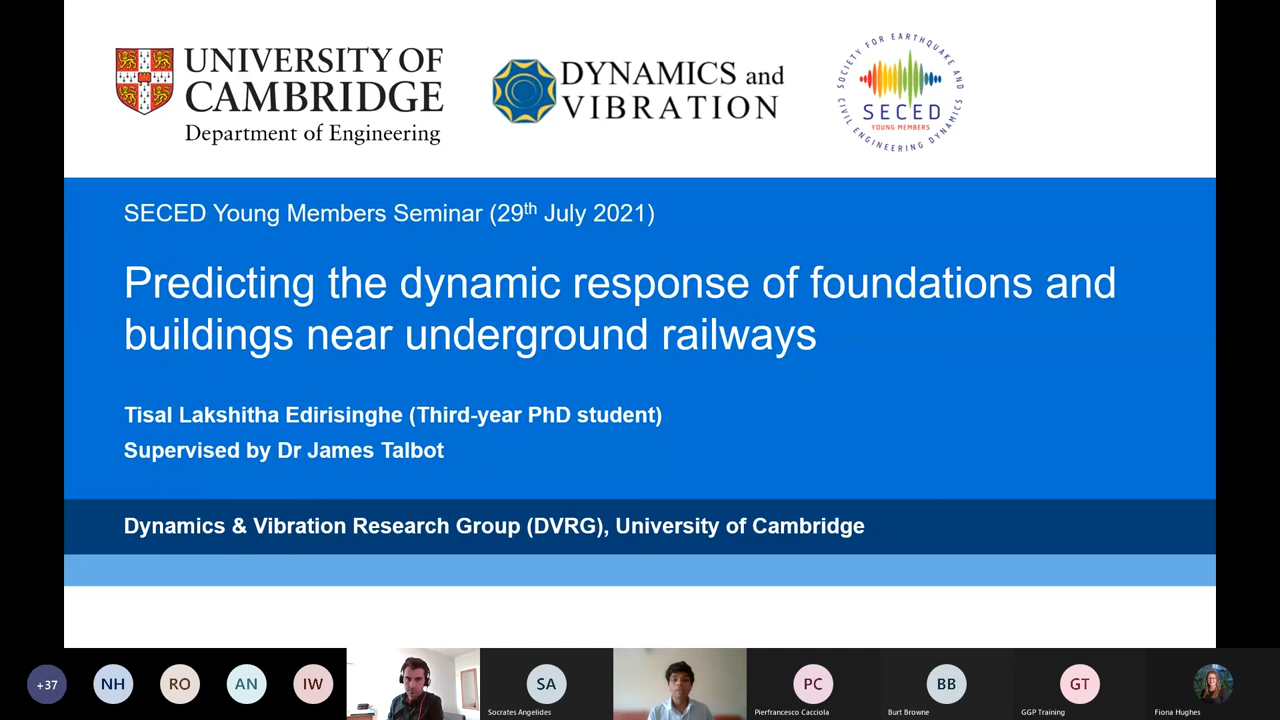 UNIVERSITY OF
CAMBRIDGE
Department of Engineering
DYNAMICS and
VIBRATION
SOCIETY FOR EARTHQUAKE AND
CIVIL ENGINEERING DYNAMICS
SECED
YOUNG MEMBERS
SECED Young Members Seminar (29th July 2021)
Predicting the dynamic response of foundations and
buildings near underground railways
Tisal Lakshitha Edirisinghe (Third-year PhD student)
Supervised by Dr James Talbot
Dynamics & Vibration Research Group (DVRG), University of Cambridge
+37
NH
RO
AN
IW
SA
Socrates Angelides
PC
Pierfrancesco Cacciola
BB
Burt Browne
GT
GGP Training
Fiona Hughes